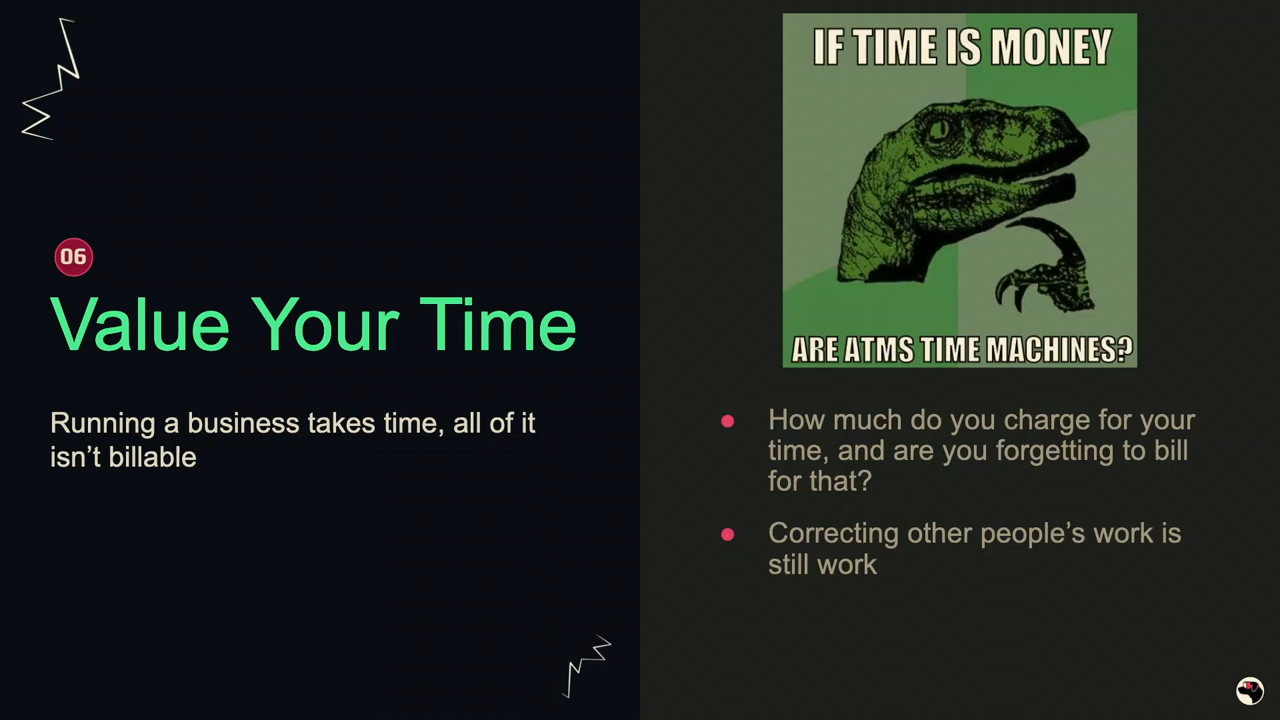 06
Value Your Time
Running a business takes time, all of it
isn’t billable
IF TIME IS MONEY
ARE ATMS TIME MACHINES?
How much do you charge for your
time, and are you forgetting to bill
for that?
Correcting other people’s work is
still work